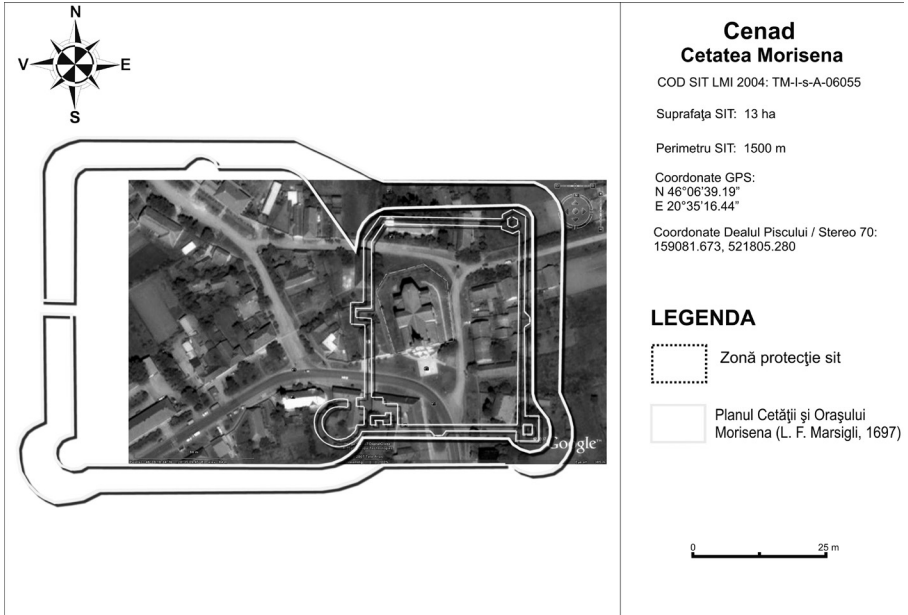 N
V
E
S
Google™
Cenad
Cetatea Morisena
COD SIT LMI 2004: TM-I-s-A-06055
Suprafaţa SIT: 13 ha
Perimetru SIT: 1500 m
Coordonate GPS:
N 46°06'39.19"
E 20°35'16.44"
Coordonate Dealul Piscului / Stereo 70:
159081.673, 521805.280
LEGENDA
Zonă protecţie sit
Planul Cetăţii şi Oraşului
Morisena (L. F. Marsigli, 1697)
0
25 m